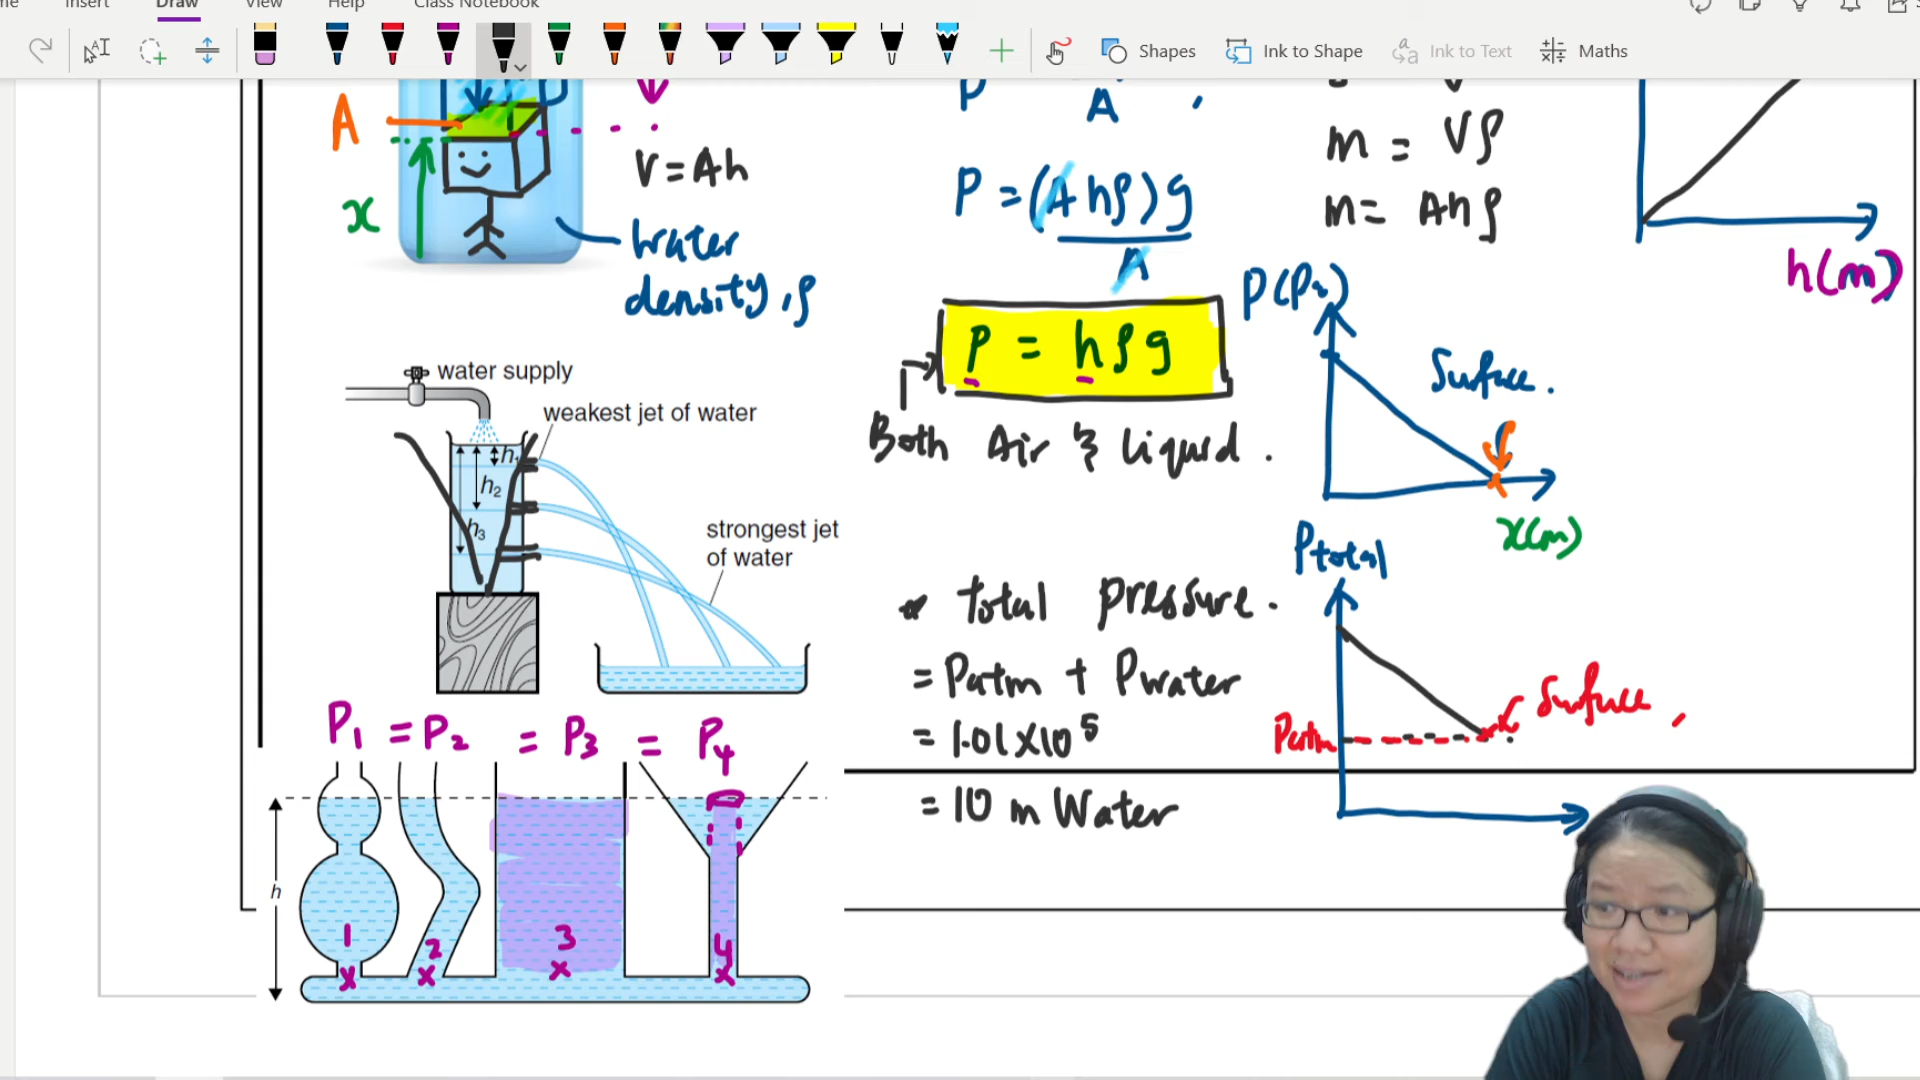 Insert Draw View Help Class Notebook
Shapes Ink to Shape Ink to Text Maths
A
x
V = Ah
Water
density, ρ
P
A
,
P = (Ahρ)g
A
m = Vρ
m = Ahρ
h(m)
P = hρg
Both Air & Liquid.
P(Pa)
Surface.
x(m)
water supply
weakest jet of water
h₁
h₂
h₃
strongest jet
of water
* total pressure.
= Patm + Pwater
= 1.01 X 10⁵
= 10 m Water
Ptotal
Patm
Surface,
P₁ = P₂ = P₃ = P₄
h
1 2 3 4
x x x x